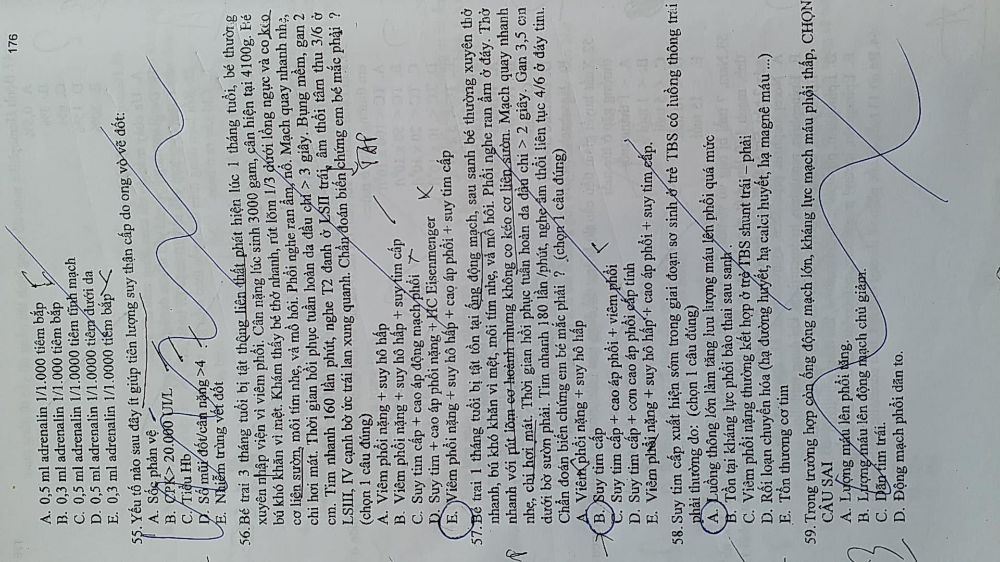 176
A. 0,5 ml adrenalin 1/1.000 tiêm bắp
B. 0,3 ml adrenalin 1/1.000 tiêm bắp
C. 0,5 ml adrenalin 1/1.0000 tiêm tĩnh mạch
D. 0,5 ml adrenalin 1/1.0000 tiêm dưới da
E. 0,3 ml adrenalin 1/1.0000 tiêm bắp
55. Yếu tố nào sau đây ít giúp tiên lượng suy thận cấp do ong vò vẽ đốt:
A. Sốc phản vệ
B. CPK> 20.000 UI/L
C. Tiểu Hb
D. Số mũi đốt/cân nặng >4
E. Nhiễm trùng vết đốt
56.Bé trai 3 tháng tuổi bị tật thông liên thất phát hiện lúc 1 tháng tuổi, bé thường
xuyên nhập viện vì viêm phổi. Cân nặng lúc sinh 3000 gam, cân hiện tại 4100g. Bé
bú khó khăn vì mệt. Khám thấy bé thở nhanh, rút lõm 1/3 dưới lồng ngực và co kéo
cơ liên sườn, môi tím nhẹ, vả mồ hôi. Phổi nghe ran ẩm, nổ. Mạch quay nhanh nhẹ,
chi hơi mát. Thời gian hồi phục tuần hoàn da đầu chi > 3 giây. Bụng mềm, gan 2
cm. Tim nhanh 160 lần phút, nghe T2 danh ở LSII trái, âm thổi tâm thu 3/6 ở
LSIII, IV cạnh bờ ức trái lan xung quanh. Chẩn đoán biến chứng em bé mắc phải ?
(chọn 1 câu đúng)
TAP
A. Viêm phổi nặng + suy hô hấp
B. Viêm phổi nặng + suy hô hấp + suy tim cấp
C. Suy tim cấp + cao áp động mạch phổi
D. Suy tim + cao áp phổi nặng + HC Eisenmenger
E. Viêm phổi nặng + suy hô hấp + cao áp phổi + suy tim cấp
57.Bé trai 1 tháng tuổi bị tật tồn tại ống động mạch, sau sanh bé thường xuyên thở
nhanh, bú khó khăn vì mệt, môi tím nhẹ, vả mồ hôi. Phổi nghe ran ẩm ở đáy. Thở
nhanh với rút lõm cơ hoành nhưng không co kéo cơ liên sườn. Mạch quay nhanh
nhẹ, chi hơi mát. Thời gian hồi phục tuần hoàn da đầu chi > 2 giây. Gan 3,5 cm
dưới bờ sườn phải. Tim nhanh 180 lần /phút, nghe âm thổi liên tục 4/6 ở đáy tim.
Chẩn đoán biến chứng em bé mắc phải ? (chọn 1 câu đúng)
A. Viêm phổi nặng + suy hô hấp
B. Suy tim cấp
C. Suy tim cấp + cao áp phổi + viêm phổi
D. Suy tim cấp + cơn cao áp phổi cấp tính
E. Viêm phổi nặng + suy hô hấp + cao áp phổi + suy tim cấp.
58. Suy tim cấp xuất hiện sớm trong giai đoạn sơ sinh ở trẻ TBS có luồng thông trái
phải thường do: (chọn 1 câu đúng)
A. Luồng thông lớn làm tăng lưu lượng máu lên phổi quá mức
B. Tồn tại kháng lực phổi bào thai sau sanh .
C. Viêm phổi nặng thường kết hợp ở trẻ TBS shunt trái – phải
D. Rối loạn chuyển hóa (hạ đường huyết, hạ calci huyết, hạ magnê máu ...)
E. Tổn thương cơ tim
59. Trong trường hợp còn ống động mạch lớn, kháng lực mạch máu phổi thấp, CHỌN
CÂU SAI
A. Lượng máu lên phổi tăng.
B. Lượng máu lên động mạch chủ giảm.
C. Dãn tim trái.
D. Động mạch phổi dãn to.